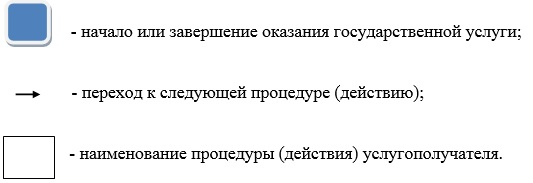 - начало или завершение оказания государственной услуги;
- переход к следующей процедуре (действию);
- наименование процедуры (действия) услугополучателя.